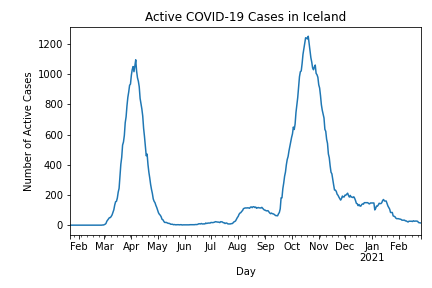 Active COVID-19 Cases in Iceland
Number of Active Cases
1200
1000
800
600
400
200
0
Feb Mar Apr May Jun Jul Aug Sep Oct Nov Dec Jan Feb
2021
Day